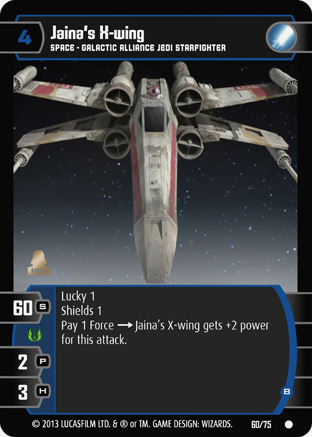 4
Jaina's X-wing
SPACE - GALACTIC ALLIANCE JEDI STARFIGHTER
60 S
Lucky 1
Shields 1
Pay 1 Force → Jaina's X-wing gets +2 power
for this attack.
2 P
3 H
B
© 2013 LUCASFILM LTD. & ® or TM. GAME DESIGN: WIZARDS. 60/75